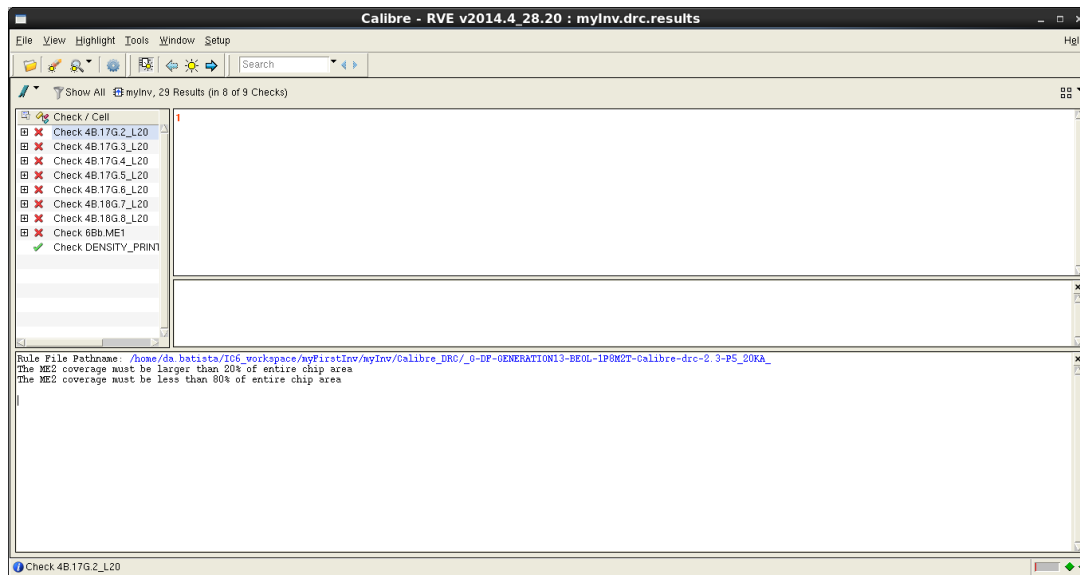 Calibre - RVE v2014.4_28.20 : myInv.drc.results
File View Highlight Tools Window Setup Hel
Search
Show All myInv, 29 Results (in 8 of 9 Checks)
Check / Cell
1
Check 4B.17G.2_L20
Check 4B.17G.3_L20
Check 4B.17G.4_L20
Check 4B.17G.5_L20
Check 4B.17G.6_L20
Check 4B.18G.7_L20
Check 4B.18G.8_L20
Check 6Bb.ME1
Check DENSITY_PRINT
Rule File Pathname: /home/da.batista/IC6_workspace/myFirstInv/myInv/Calibre_DRC/_G-DF-GENERATION13-BEOL-1P8M2T-Calibre-drc-2.3-P5_20KA_
The ME2 coverage must be larger than 20% of entire chip area
The ME2 coverage must be less than 80% of entire chip area
Check 4B.17G.2_L20